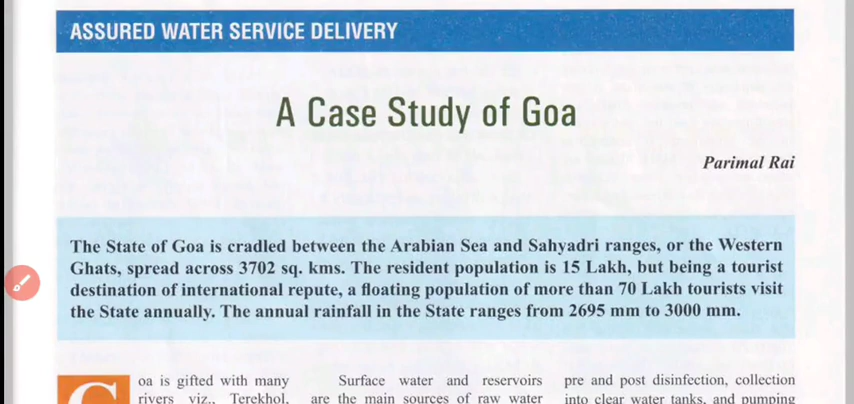 ASSURED WATER SERVICE DELIVERY
A Case Study of Goa
Parimal Rai
The State of Goa is cradled between the Arabian Sea and Sahyadri ranges, or the Western
Ghats, spread across 3702 sq. kms. The resident population is 15 Lakh, but being a tourist
destination of international repute, a floating population of more than 70 Lakh tourists visit
the State annually. The annual rainfall in the State ranges from 2695 mm to 3000 mm.
G
oa is gifted with many
rivers viz., Terekhol,
Surface water and reservoirs
are the main sources of raw water
pre and post disinfection, collection
into clear water tanks, and pumping